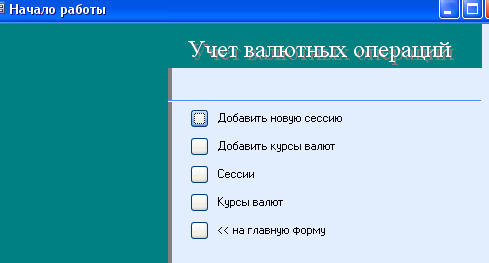 Начало работы
Учет валютных операций
Добавить новую сессию
Добавить курсы валют
Сессии
Курсы валют
<< на главную форму